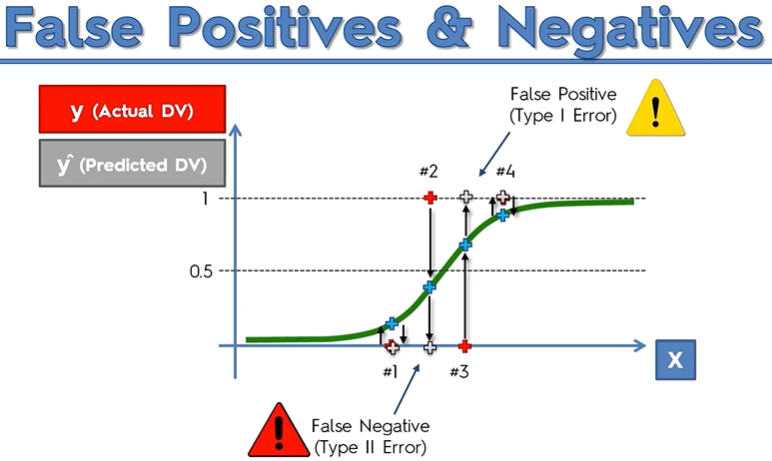 False Positives & Negatives
y (Actual DV)
ŷ (Predicted DV)
False Positive
(Type I Error)
!
#2
#4
1
0.5
#1
#3
X
!
False Negative
(Type II Error)